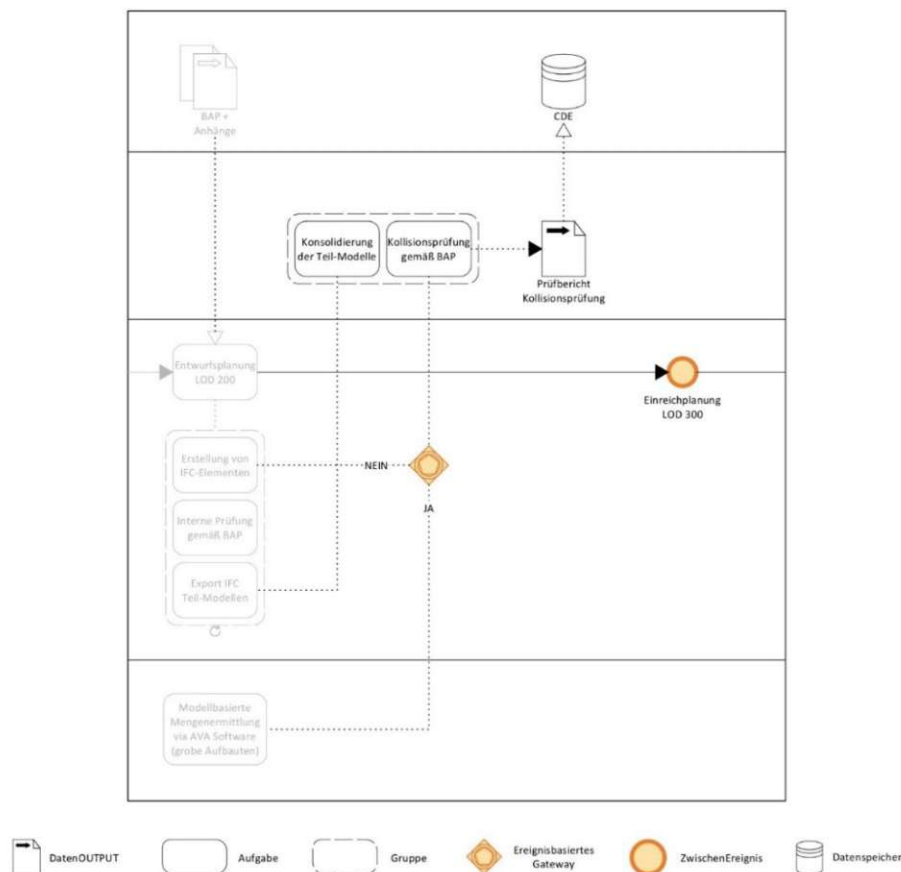 BAP +
Anhänge
CDE
Konsolidierung
der Teil-Modelle
Kollisionsprüfung
gemäß BAP
Prüfbericht
Kollisionsprüfung
Entwurfsplanung
LOD 200
Einreichplanung
LOD 300
Erstellung von
IFC-Elementen
NEIN
JA
Interne Prüfung
gemäß BAP
Export IFC
Teil-Modellen
Modellbasierte
Mengenermittlung
via AVA Software
(grobe Aufbauten)
DatenOUTPUT
Aufgabe
Gruppe
Ereignisbasiertes
Gateway
ZwischenEreignis
Datenspeicher